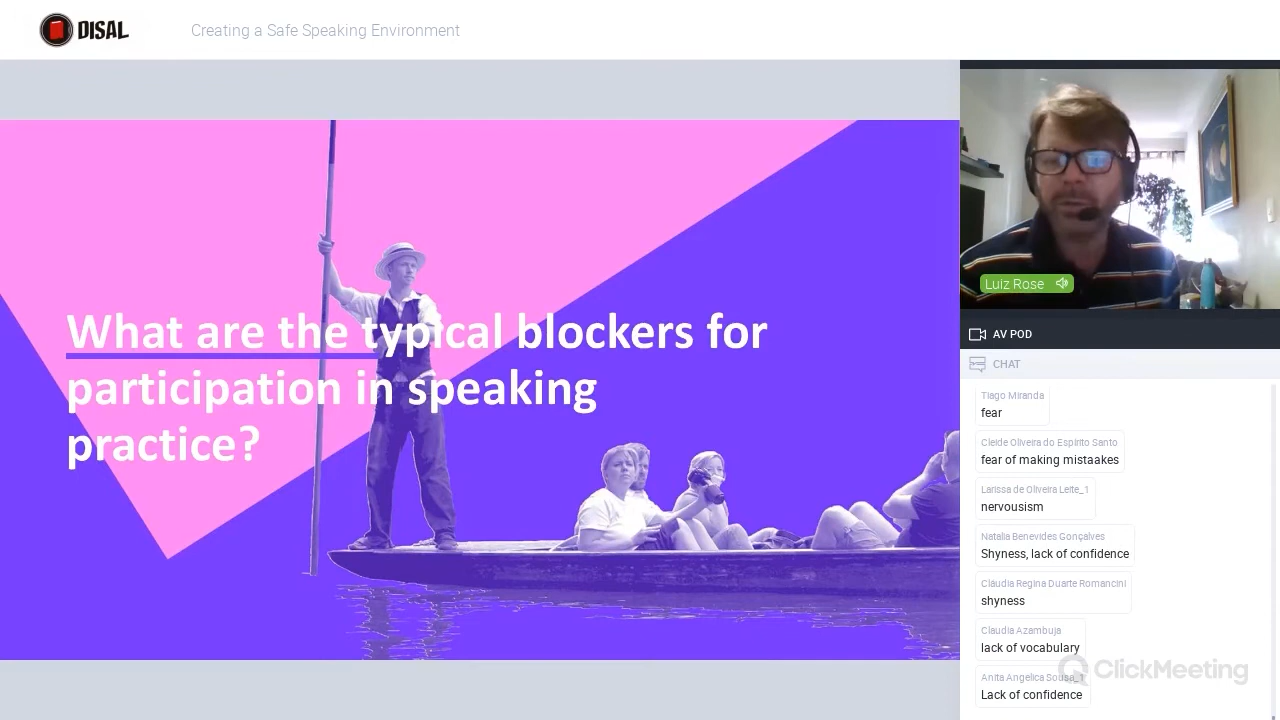 DISAL
Creating a Safe Speaking Environment
What are the typical blockers for
participation in speaking
practice?
Luiz Rose
AV POD
CHAT
Tiago Miranda
fear
Cleide Oliveira do Espírito Santo
fear of making mistaakes
Larissa de Oliveira Leite_1
nervousism
Natalia Benevides Gonçalves
Shyness, lack of confidence
Cláudia Regina Duarte Romancini
shyness
Claudia Azambuja
lack of vocabulary
Anita Angélica Sousa_1
Lack of confidence
ClickMeeting